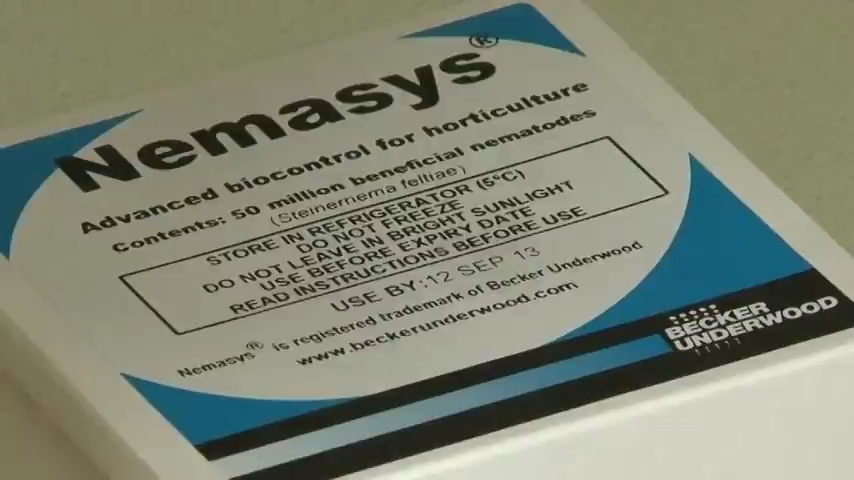 Nemasys®
Advanced biocontrol for horticulture
Contents: 50 million beneficial nematodes
(Steinernema feltiae)
STORE IN REFRIGERATOR (5°C)
DO NOT FREEZE
DO NOT LEAVE IN BRIGHT SUNLIGHT
USE BEFORE EXPIRY DATE
READ INSTRUCTIONS BEFORE USE
USE BY:12 SEP 13
Nemasys® is registered trademark of Becker Underwood
www.beckerunderwood.com
BECKER
UNDERWOOD